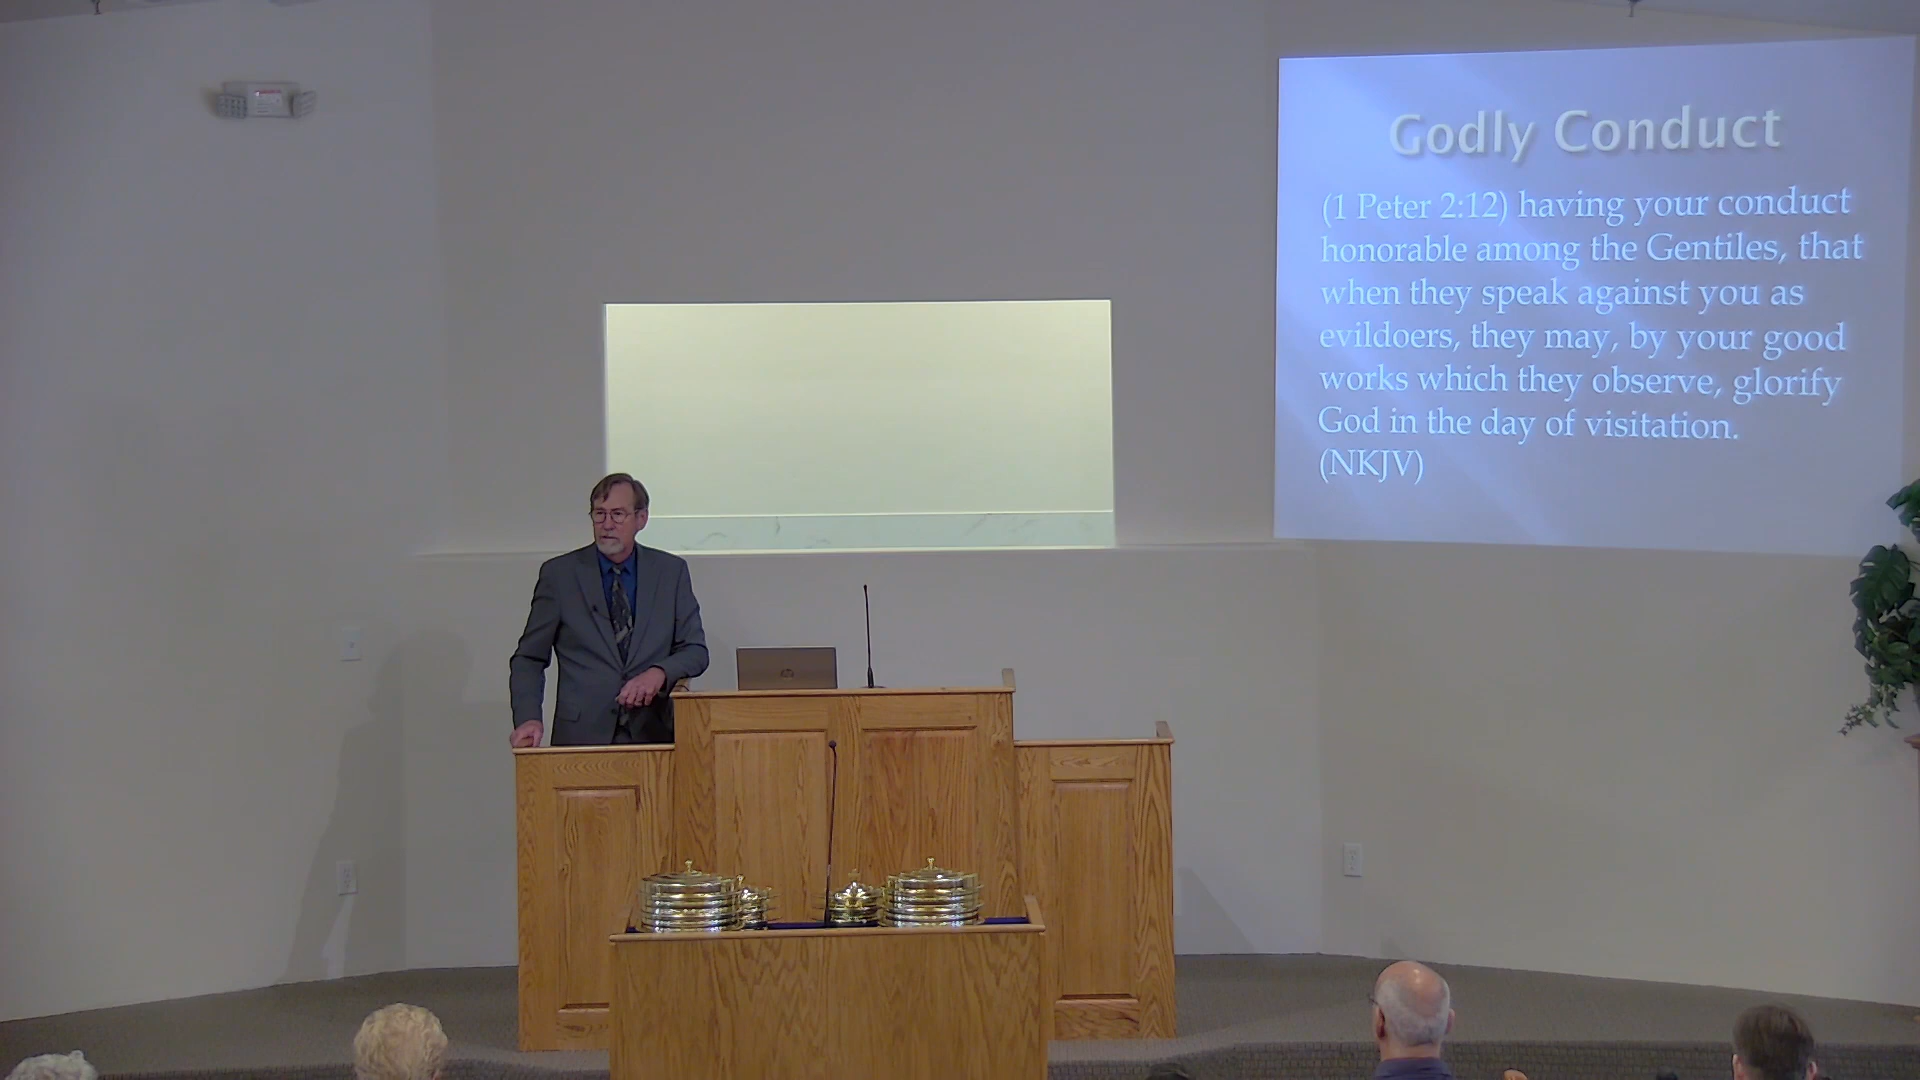 Godly Conduct
(1 Peter 2:12) having your conduct
honorable among the Gentiles, that
when they speak against you as
evildoers, they may, by your good
works which they observe, glorify
God in the day of visitation.
(NKJV)